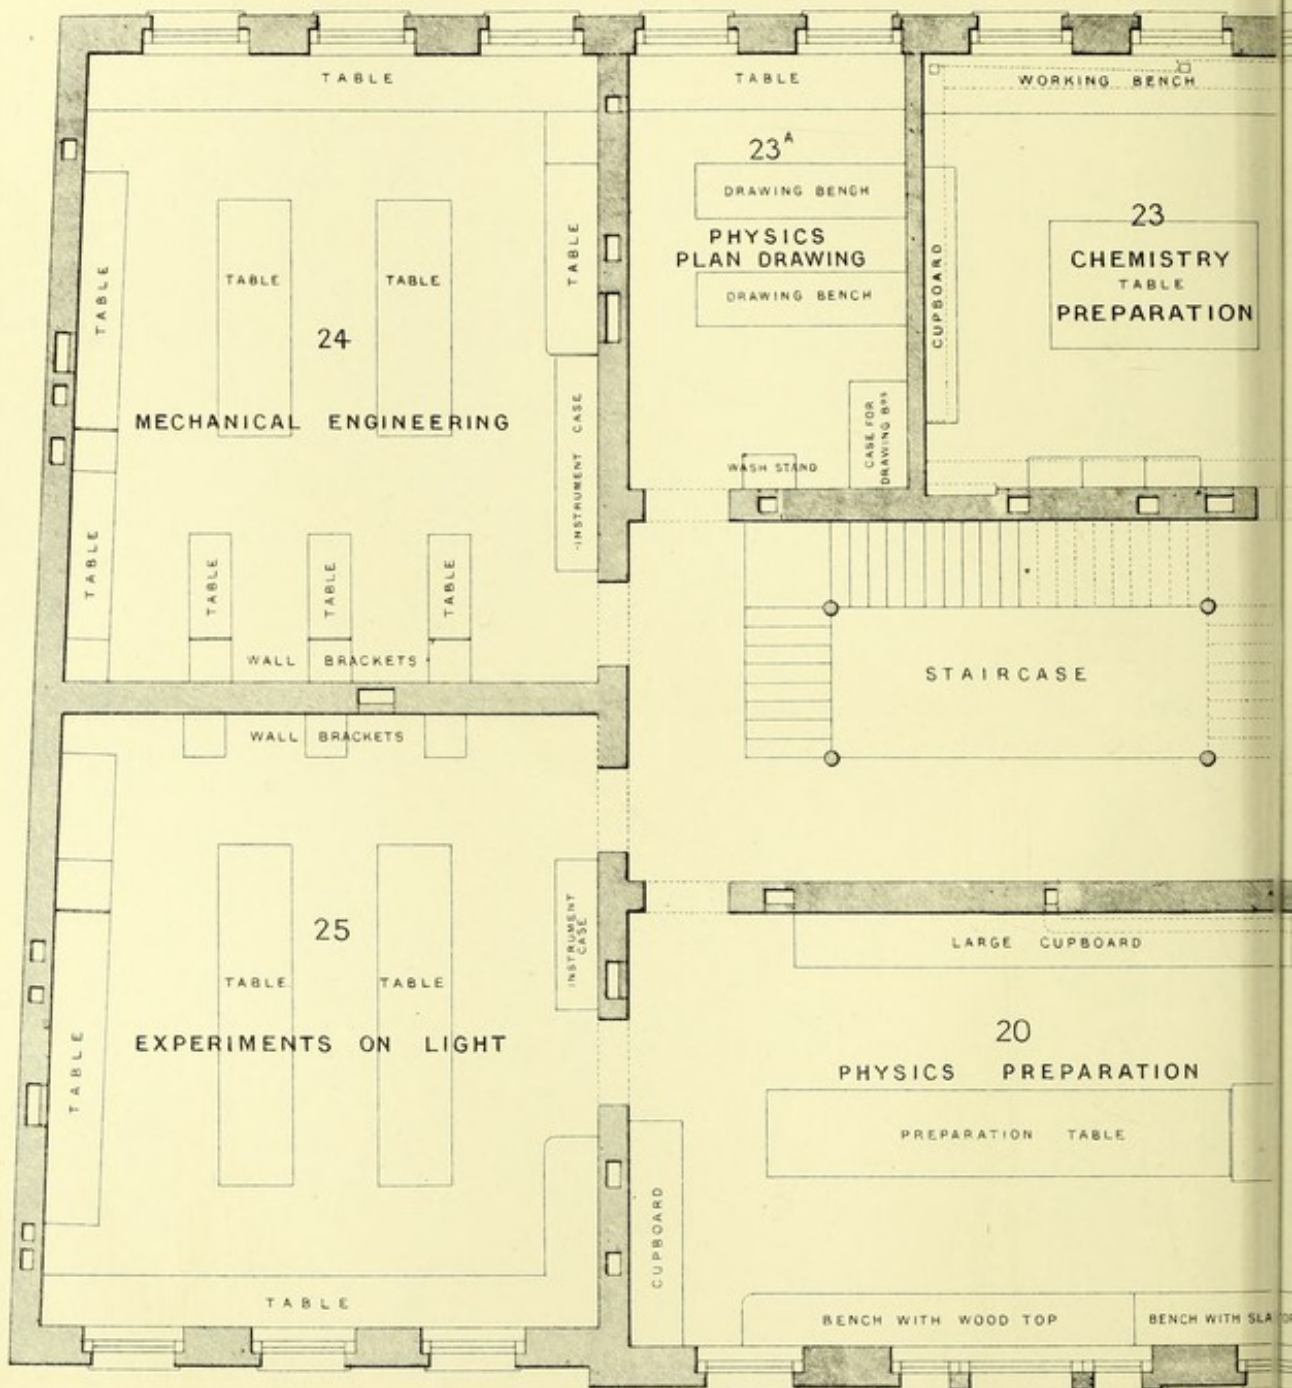 TABLE
TABLE
WORKING BENCH
23A
DRAWING BENCH
PHYSICS
PLAN DRAWING
DRAWING BENCH
CASE FOR
DRAWING BDS
WASH STAND
CUPBOARD
23
CHEMISTRY
TABLE
PREPARATION
TABLE
TABLE
TABLE
TABLE
24
MECHANICAL ENGINEERING
INSTRUMENT CASE
TABLE
TABLE
TABLE
TABLE
WALL BRACKETS
STAIRCASE
WALL BRACKETS
25
INSTRUMENT
CASE
TABLE
TABLE
EXPERIMENTS ON LIGHT
TABLE
TABLE
LARGE CUPBOARD
20
PHYSICS PREPARATION
PREPARATION TABLE
CUPBOARD
BENCH WITH WOOD TOP
BENCH WITH